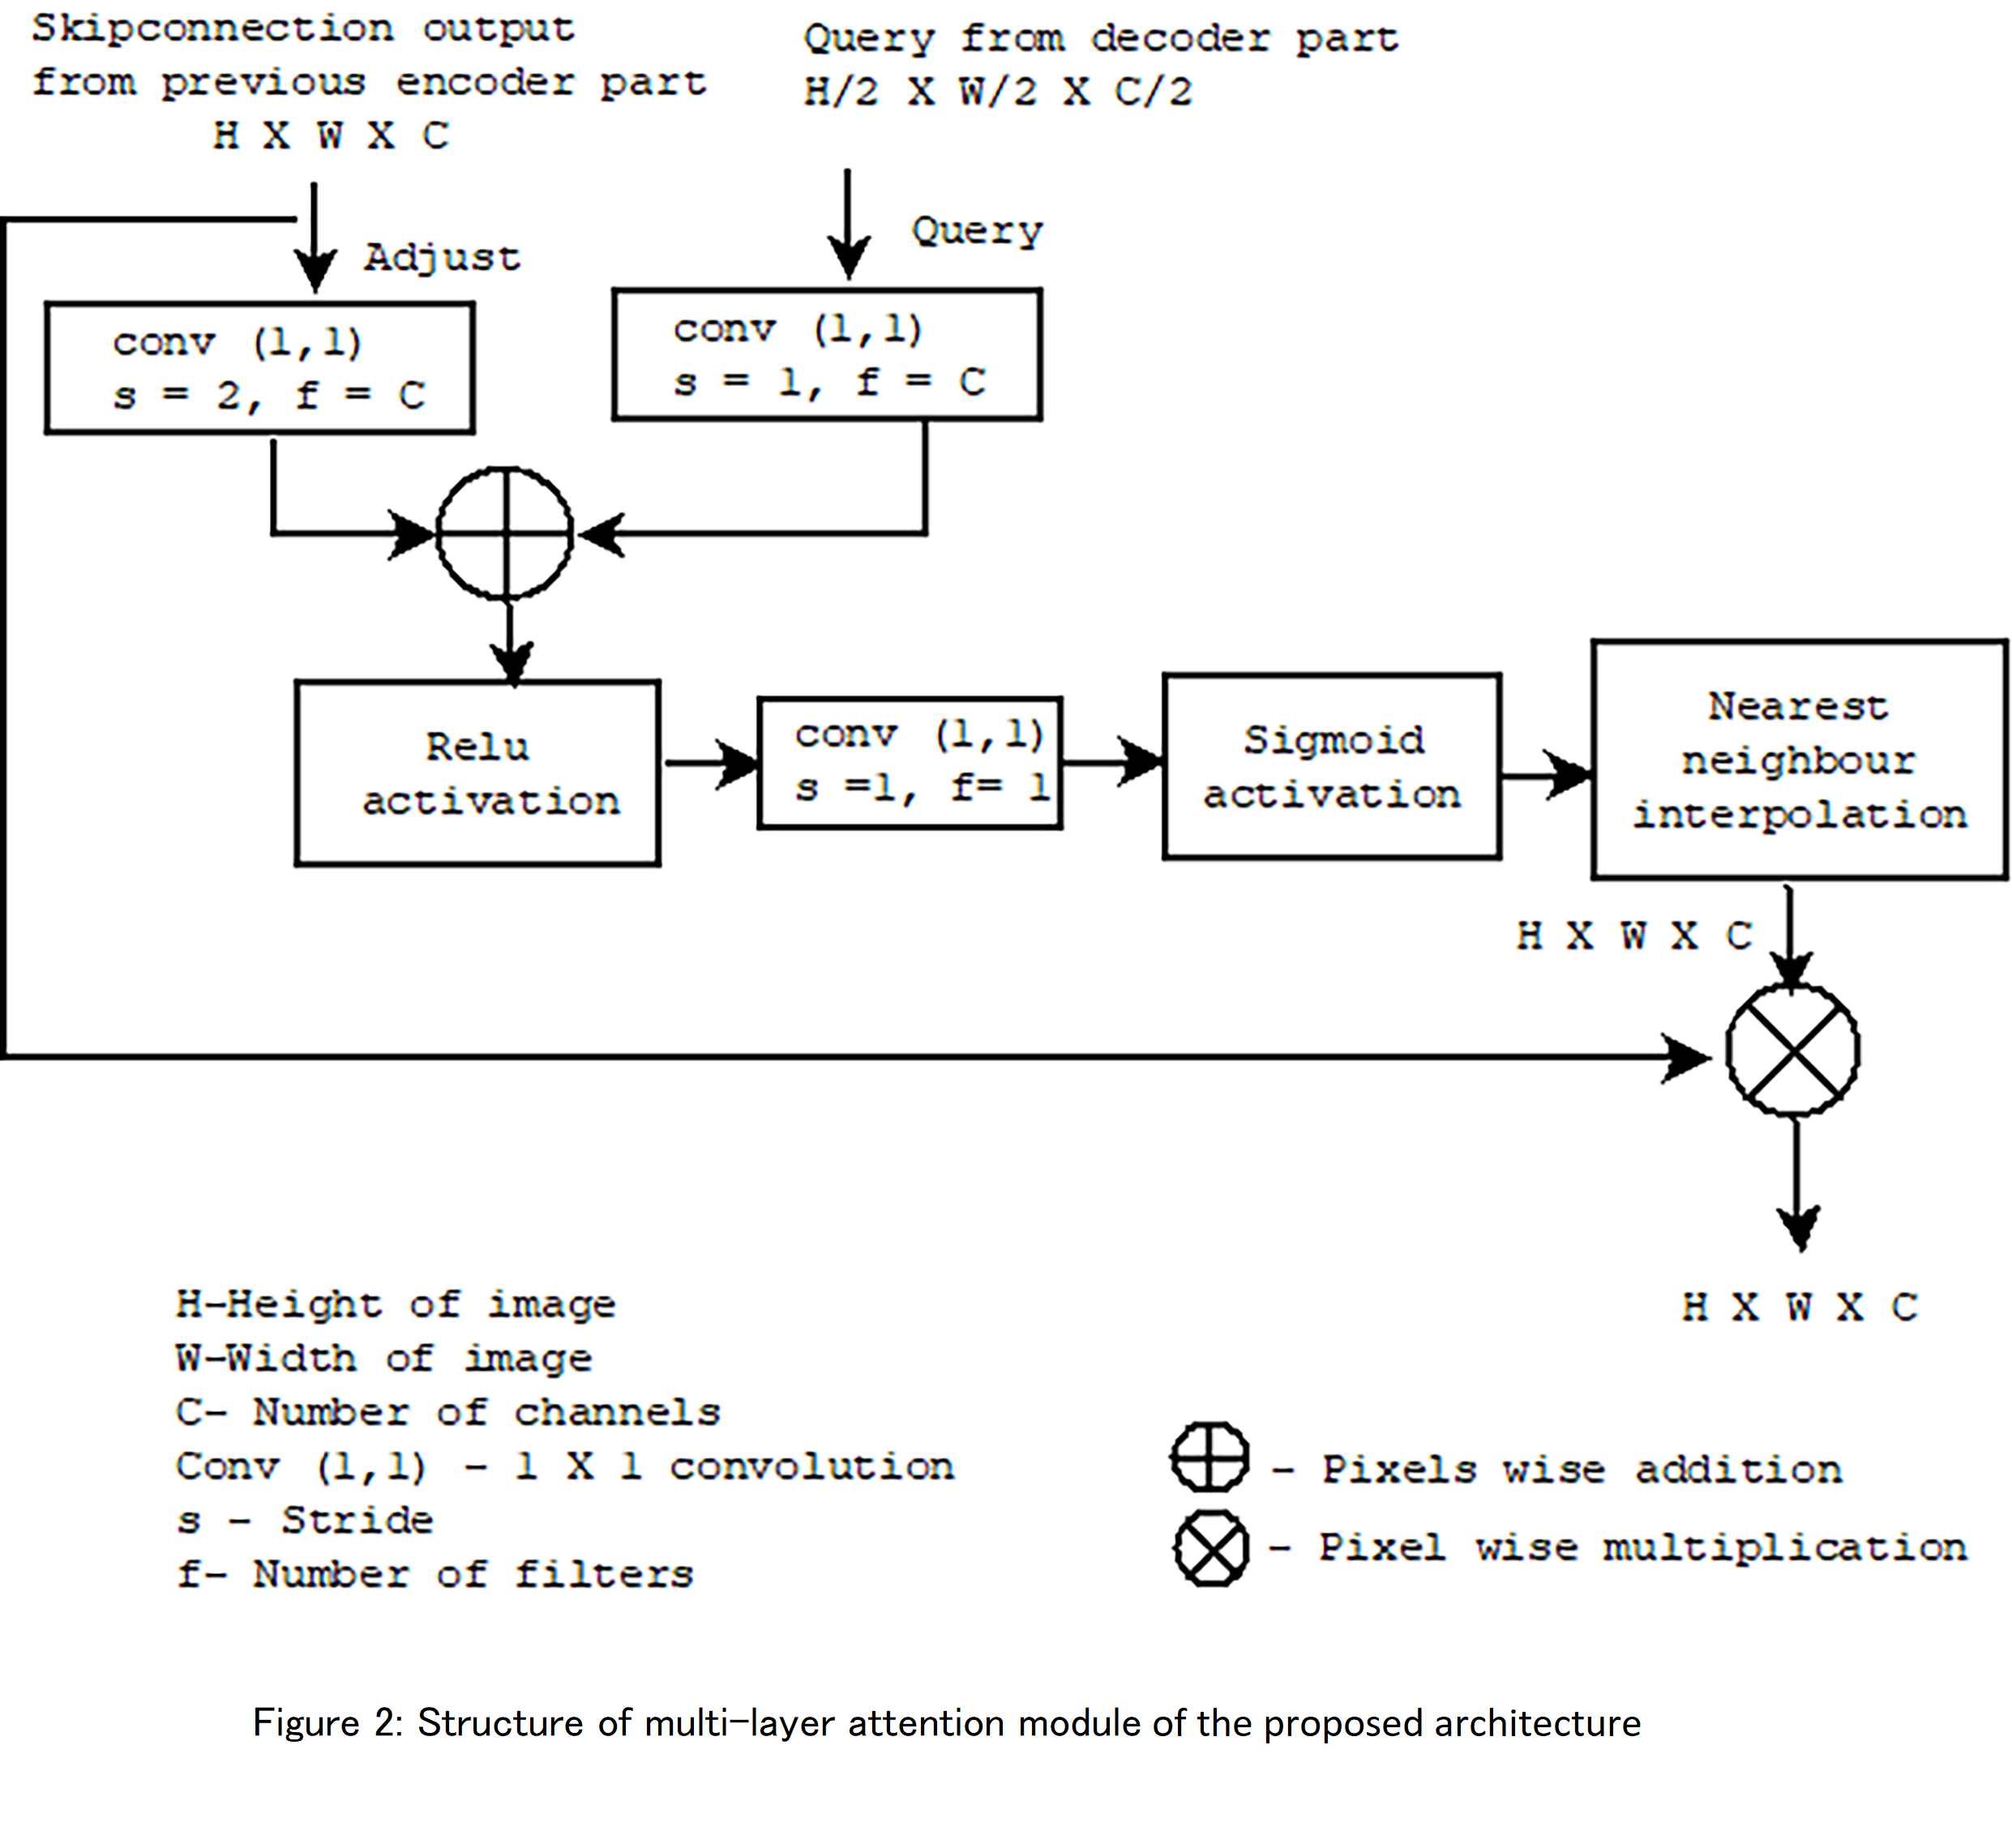 Skipconnection output
from previous encoder part
H X W X C
Query from decoder part
H/2 X W/2 X C/2
Adjust
Query
conv (1,1)
s = 2, f = C
conv (1,1)
s = 1, f = C
Relu
activation
conv (1,1)
s =1, f= 1
Sigmoid
activation
Nearest
neighbour
interpolation
H X W X C
H X W X C
H-Height of image
W-Width of image
C- Number of channels
Conv (1,1) - 1 X 1 convolution
s - Stride
f- Number of filters
- Pixels wise addition
- Pixel wise multiplication
Figure 2: Structure of multi-layer attention module of the proposed architecture